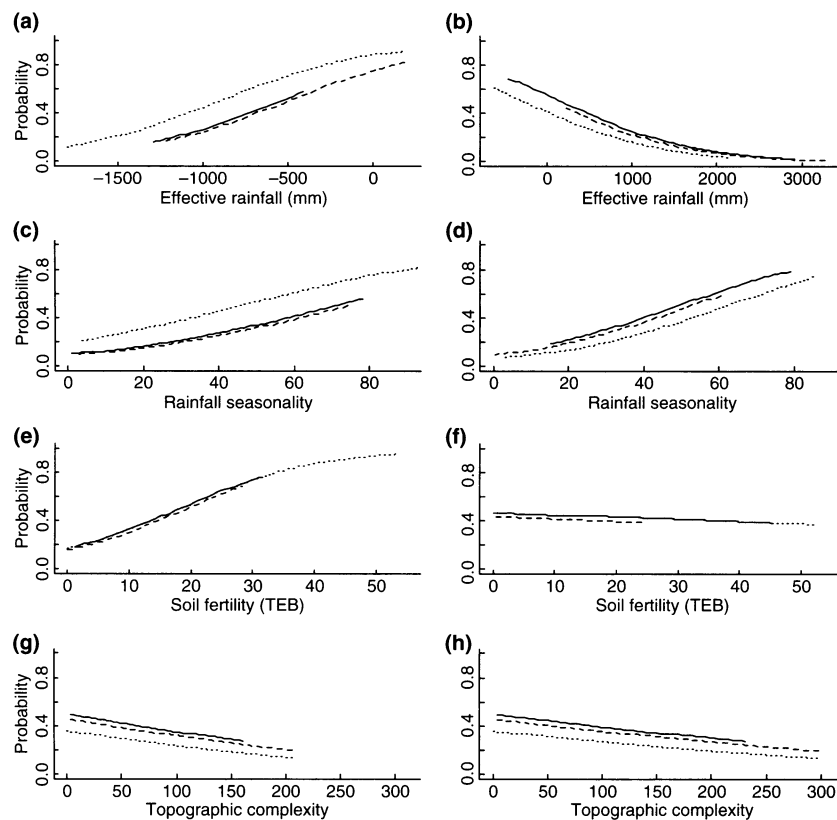 (a)
Probability
0.0 0.4 0.8
−1500 −1000 −500 0
Effective rainfall (mm)
(b)
0.0 0.4 0.8
0 1000 2000 3000
Effective rainfall (mm)
(c)
Probability
0.0 0.4 0.8
0 20 40 60 80
Rainfall seasonality
(d)
0.0 0.4 0.8
0 20 40 60 80
Rainfall seasonality
(e)
Probability
0.0 0.4 0.8
0 10 20 30 40 50
Soil fertility (TEB)
(f)
0.0 0.4 0.8
0 10 20 30 40 50
Soil fertility (TEB)
(g)
Probability
0.0 0.4 0.8
0 50 100 150 200 250 300
Topographic complexity
(h)
0.0 0.4 0.8
0 50 100 150 200 250 300
Topographic complexity